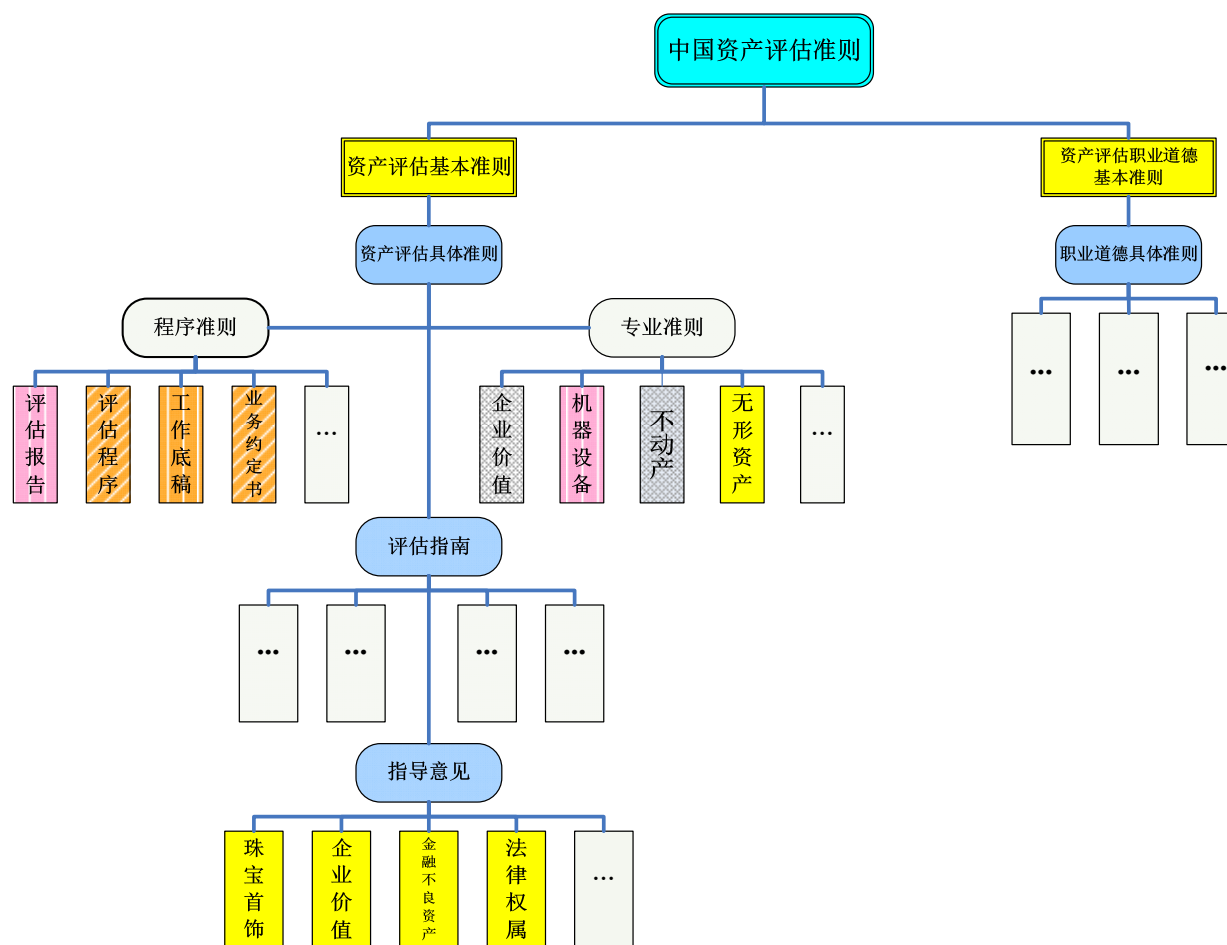 中国资产评估准则
资产评估基本准则
资产评估职业道德
基本准则
资产评估具体准则
职业道德具体准则
程序准则
专业准则
评估报告
评估程序
工作底稿
业务约定书
...
企业价值
机器设备
不动产
无形资产
...
...
...
...
评估指南
...
...
...
...
指导意见
珠宝首饰
企业价值
金融不良资产
法律权属
...